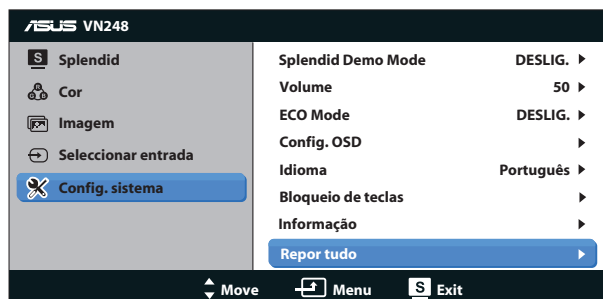 ASUS VN248
S Splendid
Cor
Imagem
Seleccionar entrada
Config. sistema
Splendid Demo Mode DESLIG.
Volume 50
ECO Mode DESLIG.
Config. OSD
Idioma Português
Bloqueio de teclas
Informação
Repor tudo
Move Menu S Exit